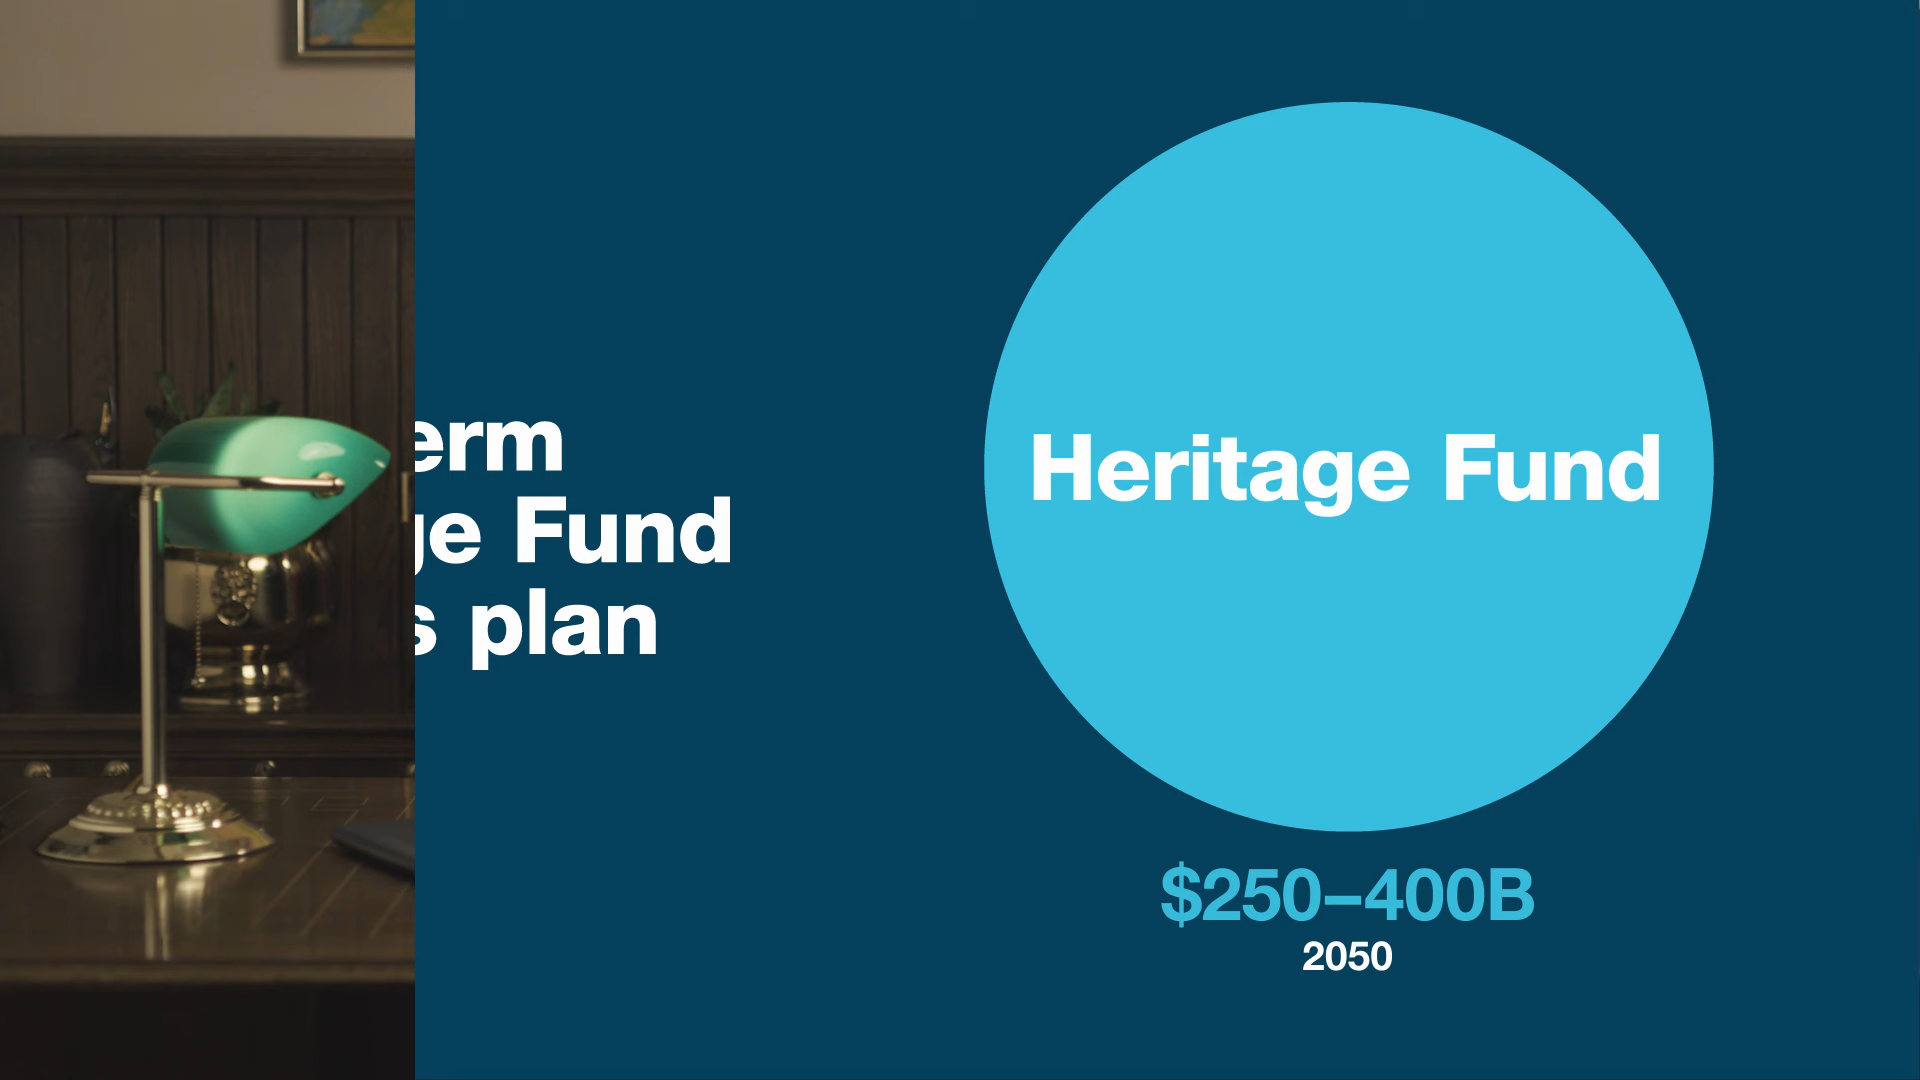 erm
ge Fund
s plan
Heritage Fund
$250–400B
2050